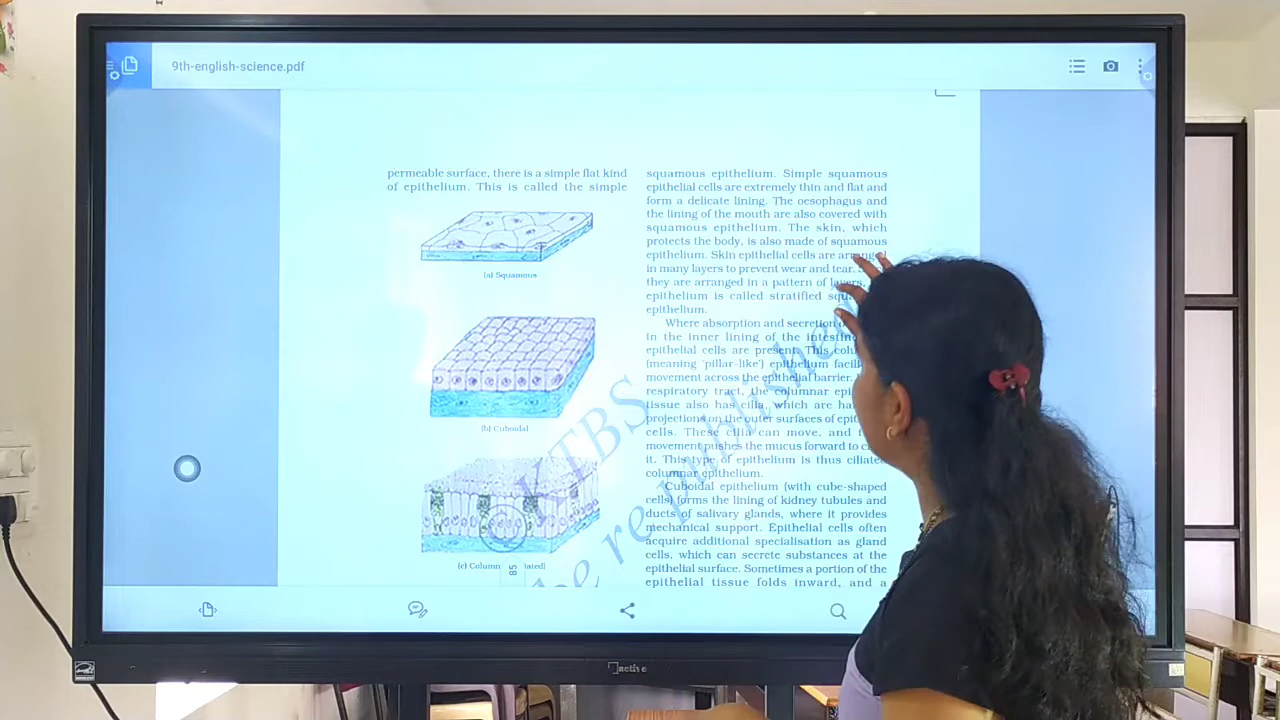 9th-english-science.pdf
permeable surface, there is a simple flat kind
of epithelium. This is called the simple
(a) Squamous
(b) Cuboidal
(c) Column
ated)
85
squamous epithelium. Simple squamous
epithelial cells are extremely thin and flat and
form a delicate lining. The oesophagus and
the lining of the mouth are also covered with
squamous epithelium. The skin, which
protects the body, is also made of squamous
epithelium. Skin epithelial cells are arranged
in many layers to prevent wear and tear.
they are arranged in a pattern of layers,
epithelium is called stratified
epithelium.
Where absorption and secretion
in the inner lining of the
epithelial cells are present. This
(meaning 'pillar-like') epithelium
movement across the epithelial barrier.
respiratory tract, the columnar
tissue also has cilia, which are
projections on the outer surfaces of
cells. These cilia can move, and
movement pushes the mucus forward to
it. This type of epithelium is thus ciliated
columnar epithelium.
Cuboidal epithelium (with cube-shaped
cells) forms the lining of kidney tubules and
ducts of salivary glands, where it provides
mechanical support. Epithelial cells often
acquire additional specialisation as gland
cells, which can secrete substances at the
epithelial surface. Sometimes a portion of the
epithelial tissue folds inward, and a
KTBS
be republished
active